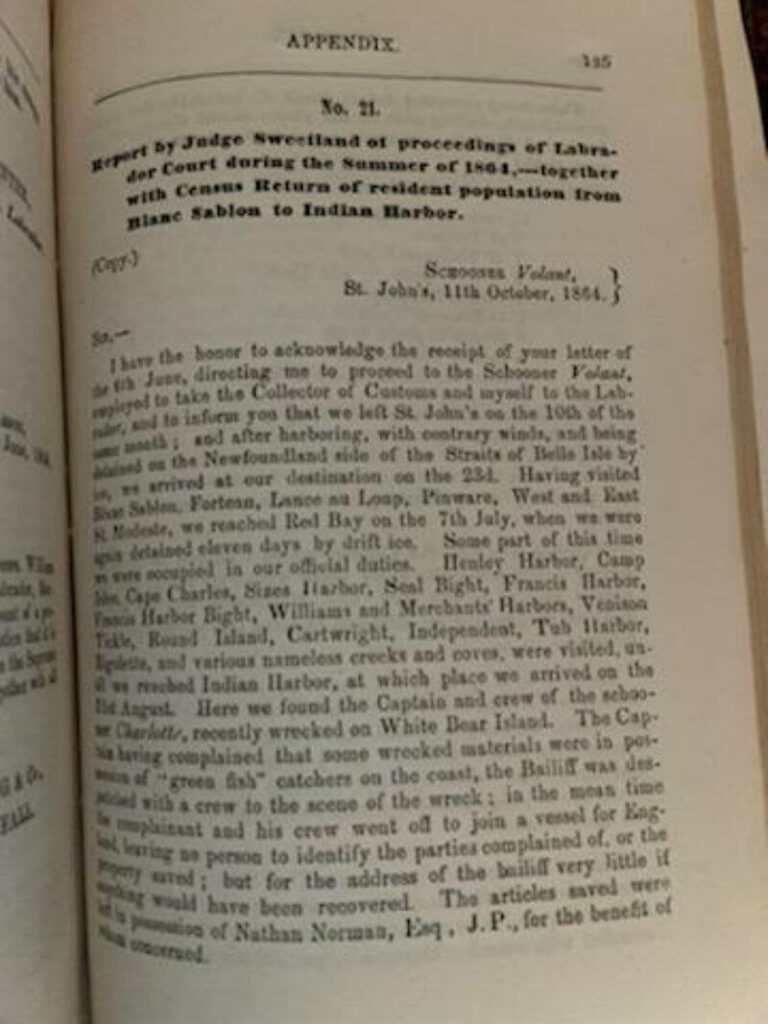 APPENDIX.
No. 21.
Report by Judge Sweetland of proceedings of Labra-
dor Court during the Summer of 1864,—together
with Census Return of resident population from
Blanc Sablon to Indian Harbor.
(Copy.)
SCHOONER Volant,
St. John's, 11th October, 1864.
SIR,—
I have the honor to acknowledge the receipt of your letter of
the 6th June, directing me to proceed to the Schooner Volant,
employed to take the Collector of Customs and myself to the Lab-
rador, and to inform you that we left St. John's on the 10th of the
same month; and after harboring, with contrary winds, and being
detained on the Newfoundland side of the Straits of Belle Isle by
ice, we arrived at our destination on the 23d. Having visited
Blanc Sablon, Forteau, Lance au Loup, Pinware, West and East
St. Modeste, we reached Red Bay on the 7th July, when we were
again detained eleven days by drift ice. Some part of this time
we were occupied in our official duties. Henley Harbor, Camp
Isles, Cape Charles, Sizes Harbor, Seal Bight, Francis Harbor,
Francis Harbor Bight, Williams and Merchants' Harbors, Venison
Tickle, Round Island, Cartwright, Independent, Tub Harbor,
Rigolette, and various nameless creeks and coves, were visited, un-
til we reached Indian Harbor, at which place we arrived on the
August. Here we found the Captain and crew of the schoo-
ner Charlotte, recently wrecked on White Bear Island. The Cap-
tain having complained that some wrecked materials were in pos-
session of "green fish" catchers on the coast, the Bailiff was des-
patched with a crew to the scene of the wreck; in the mean time
the complainant and his crew went off to join a vessel for Eng-
land, leaving no person to identify the parties complained of, or the
property saved; but for the address of the bailiff very little if
anything would have been recovered. The articles saved were
left in possession of Nathan Norman, Esq., J.P., for the benefit of
whom concerned.